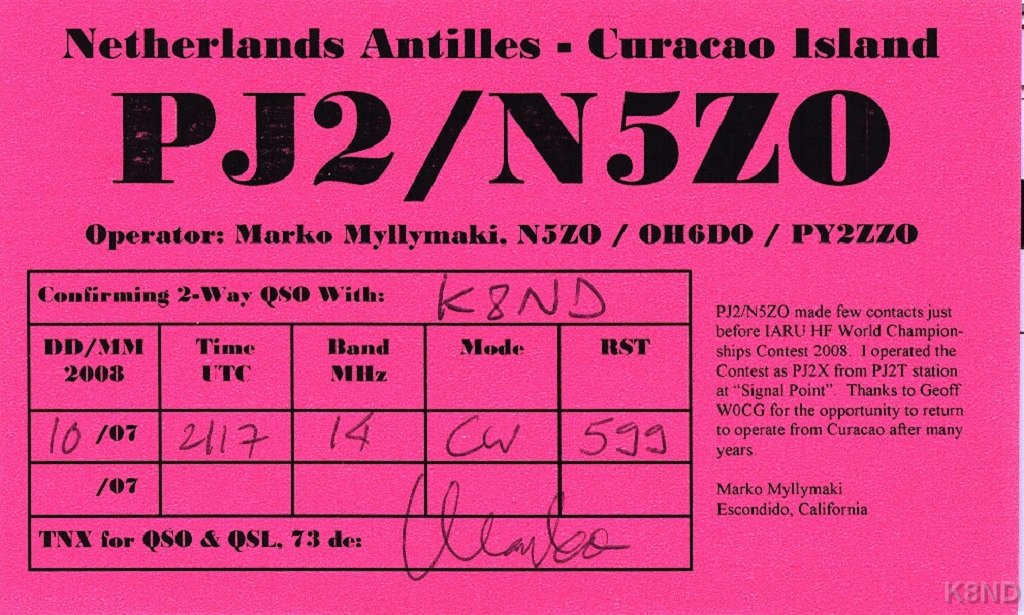 Netherlands Antilles - Curacao Island
PJ2/N5ZO
Operator: Marko Myllymaki, N5ZO / OH6DO / PY2ZZO
Confirming 2-Way QSO With: K8ND
DD/MM 2008 Time UTC Band MHz Mode RST
10 /07 2117 14 CW 599
/07
TNX for QSO & QSL, 73 de: Marko
PJ2/N5ZO made few contacts just
before IARU HF World Champion-
ships Contest 2008. I operated the
Contest as PJ2X from PJ2T station
at "Signal Point". Thanks to Geoff
W0CG for the opportunity to return
to operate from Curacao after many
years.
Marko Myllymaki
Escondido, California
K8ND